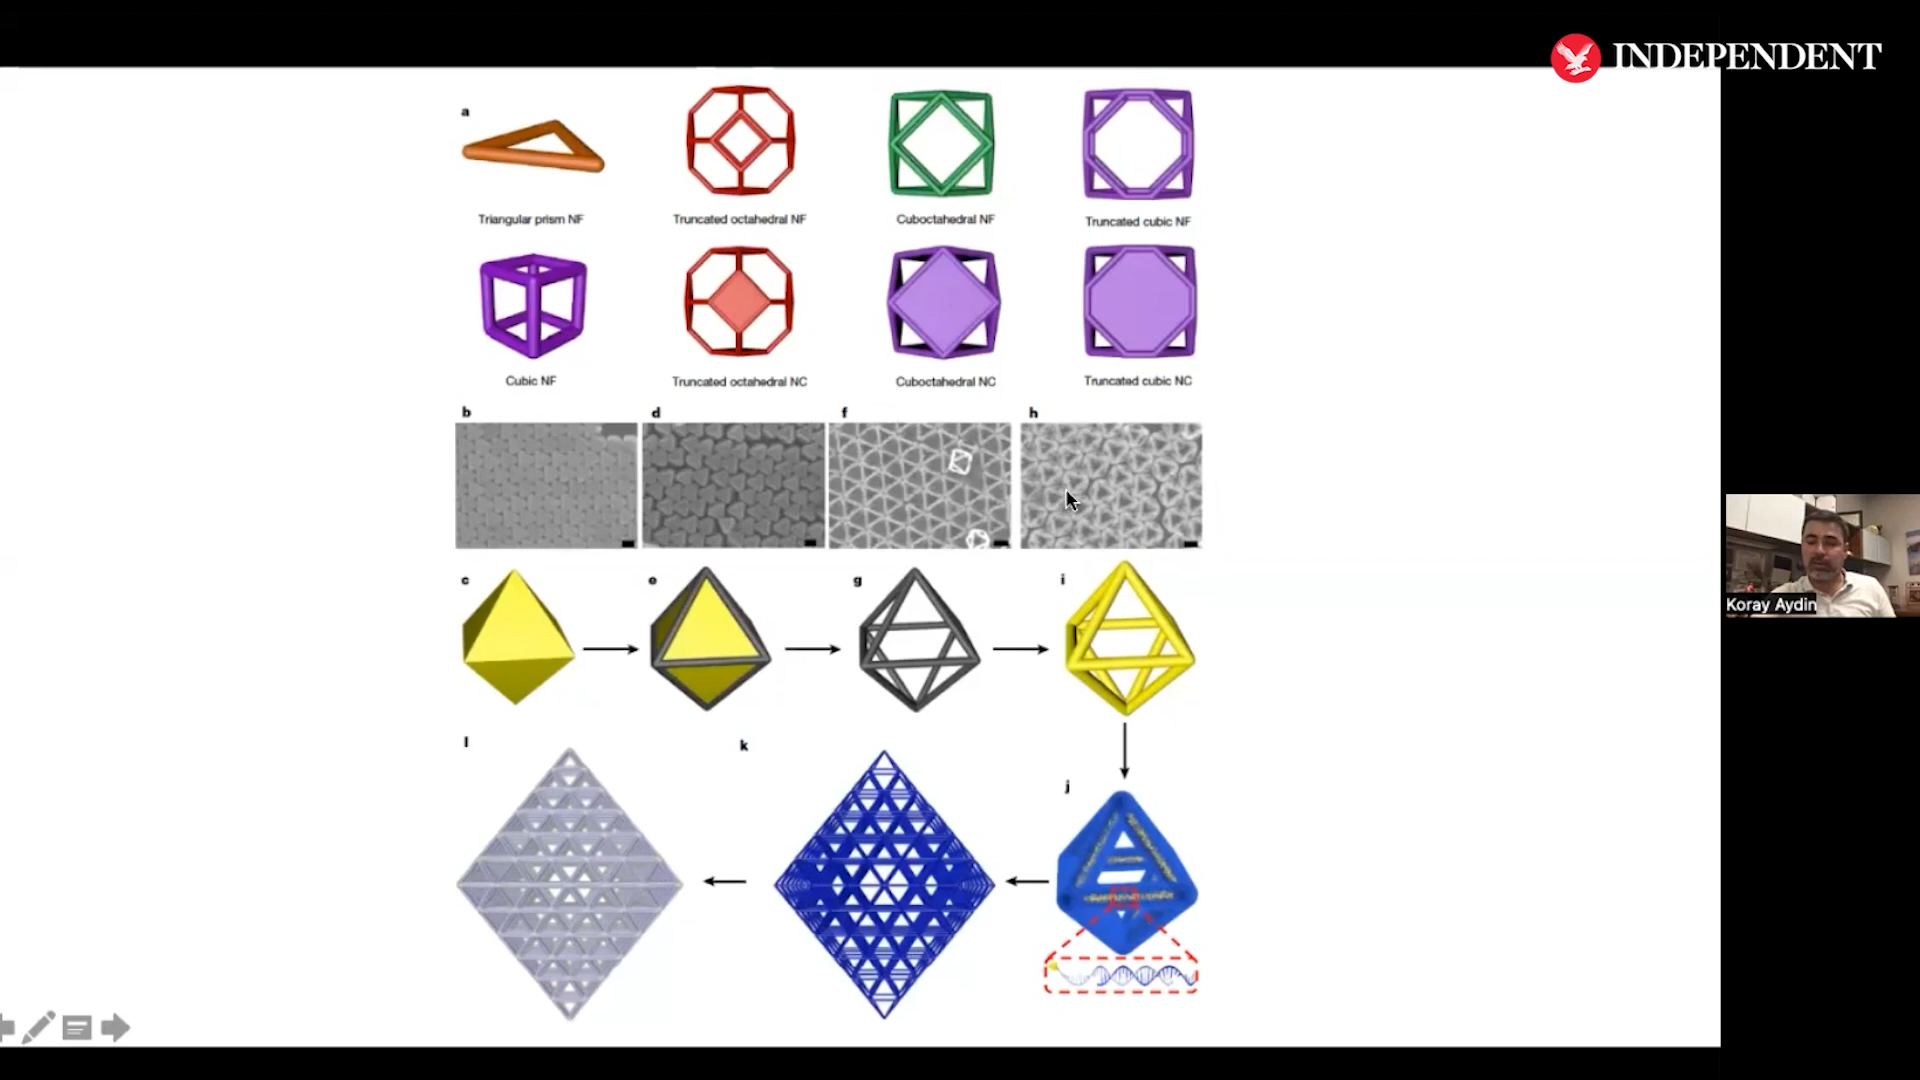 INDEPENDENT
a
Triangular prism NF
Truncated octahedral NF
Cuboctahedral NF
Truncated cubic NF
Cubic NF
Truncated octahedral NC
Cuboctahedral NC
Truncated cubic NC
b
d
f
h
c
e
g
i
l
k
j
Koray Aydin